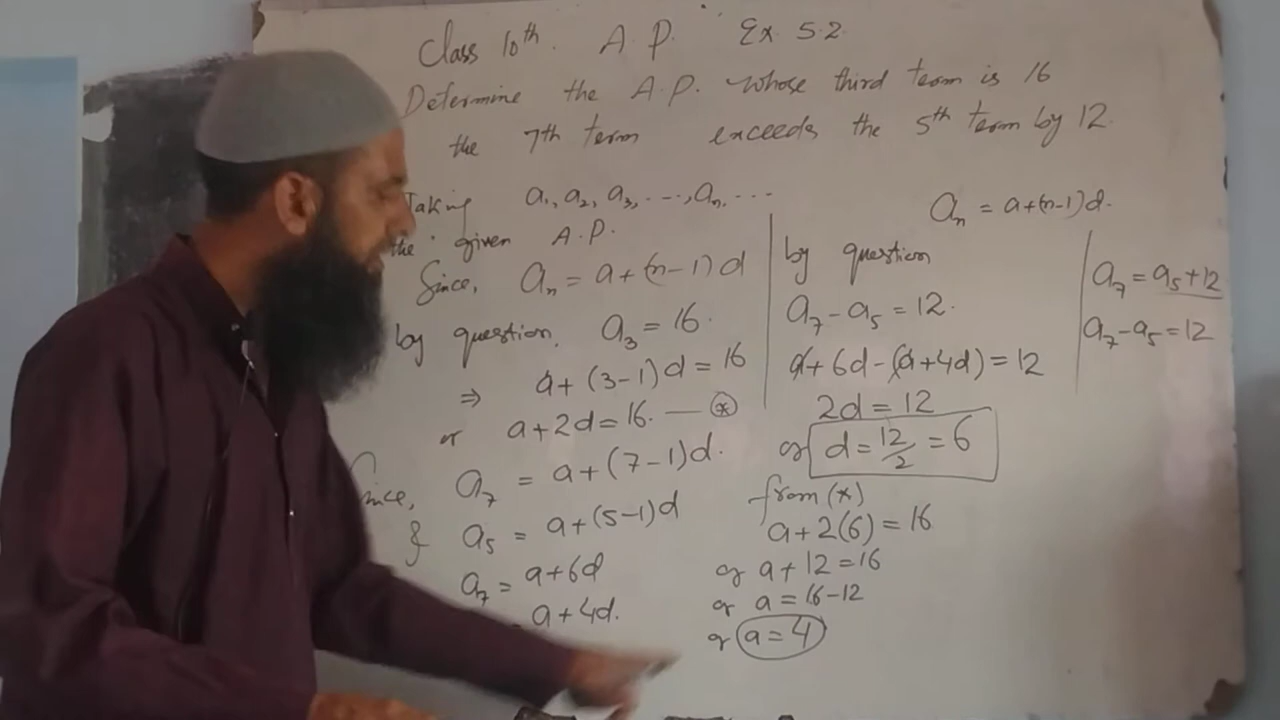 Class 10th. A.P. Ex 5.2
Determine the A.P. whose third term is 16
the 7th term exceeds the 5th term by 12.
Taking a₁, a₂, a₃, ..., aₙ, ...
the given A.P.
Since, aₙ = a+(n-1)d
by question, a₃ = 16.
⇒ a+(3-1)d = 16
or a+2d = 16. — ⊛
Since, a₇ = a+(7-1)d.
& a₅ = a+(5-1)d
a₇ = a+6d
= a+4d.
aₙ = a+(n-1)d.
by question
a₇ - a₅ = 12.
a+6d-(a+4d) = 12
2d = 12
or d = 12/2 = 6
from (*)
a+2(6) = 16
or a+12 = 16
or a = 16-12
or a = 4
a₇ = a₅+12
a₇-a₅ = 12